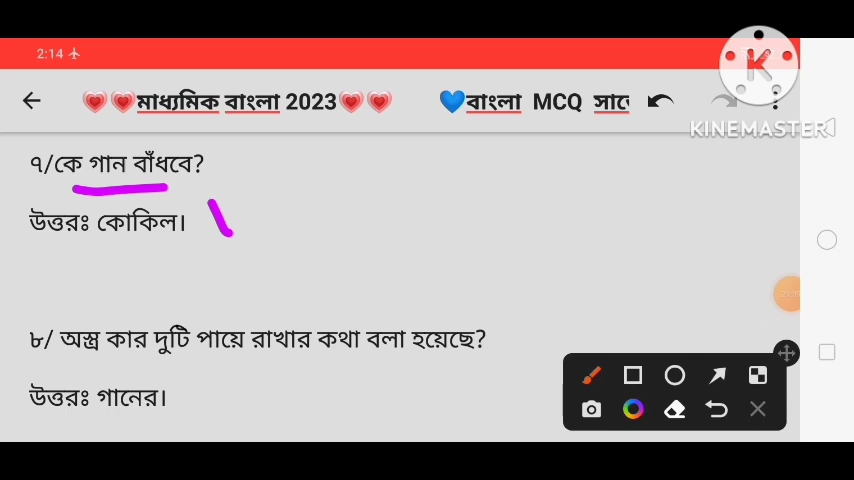 2:14
KINEMASTER
মাধ্যমিক বাংলা 2023 বাংলা MCQ
৭/কে গান বাঁধবে?
উত্তরঃ কোকিল।
৮/ অস্ত্র কার দুটি পায়ে রাখার কথা বলা হয়েছে?
উত্তরঃ গানের।